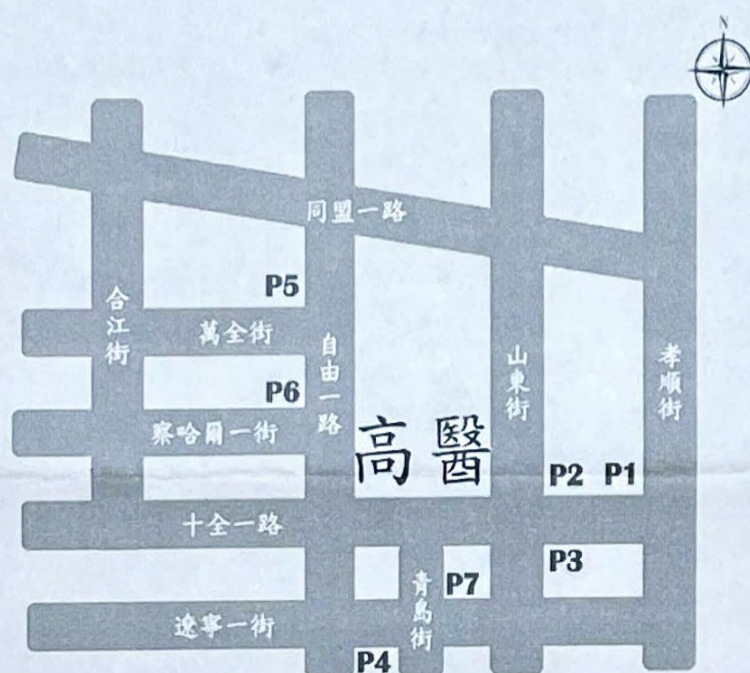 N
同盟一路
P5
合江街
萬全街
自由一路
山東街
孝順街
P6
察哈爾一街
高醫
P2 P1
十全一路
P3
青島街
P7
遼寧一街
P4